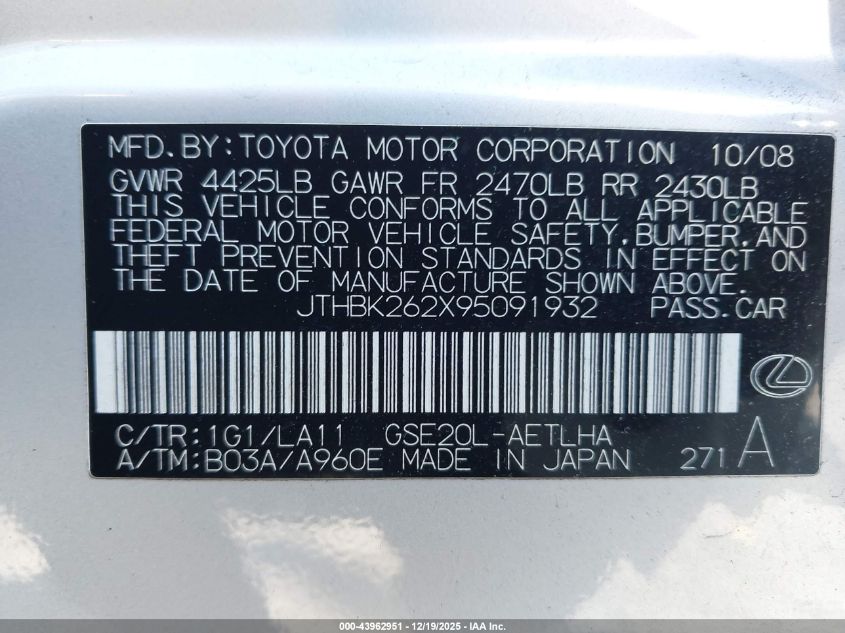 MFD.BY:TOYOTA MOTOR CORPORATION 10/08
GVWR 4425LB GAWR FR 2470LB RR 2430LB
THIS VEHICLE CONFORMS TO ALL APPLICABLE
FEDERAL MOTOR VEHICLE SAFETY,BUMPER,AND
THEFT PREVENTION STANDARDS IN EFFECT ON
THE DATE OF MANUFACTURE SHOWN ABOVE.
JTHBK262X95091932 PASS.CAR
C/TR:1G1/LA11 GSE20L-AETLHA
A/TM:B03A/A960E MADE IN JAPAN 271 A
000-43962951 - 12/19/2025 - IAA Inc.